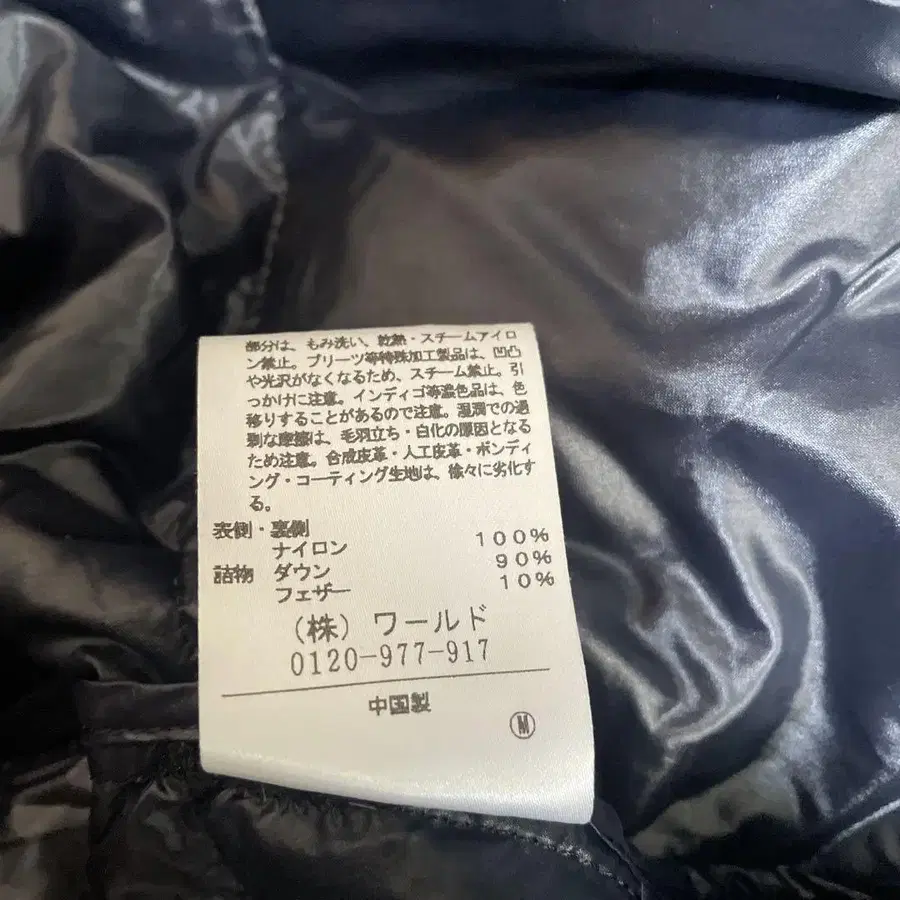 部分は、もみ洗い、乾熱・スチームアイロ
ン禁止。プリーツ等特殊加工製品は、凹凸
や光沢がなくなるため、スチーム禁止。引
っかけに注意。インディゴ等濃色品は、色
移りすることがあるので注意。湿潤での過
剰な摩擦は、毛羽立ち・白化の原因となる
ため注意。合成皮革・人工皮革・ボンディ
ング・コーティング生地は、徐々に劣化す
る。
表側・裏側
ナイロン 100%
詰物 ダウン 90%
フェザー 10%
(株) ワールド
0120-977-917
中国製
M